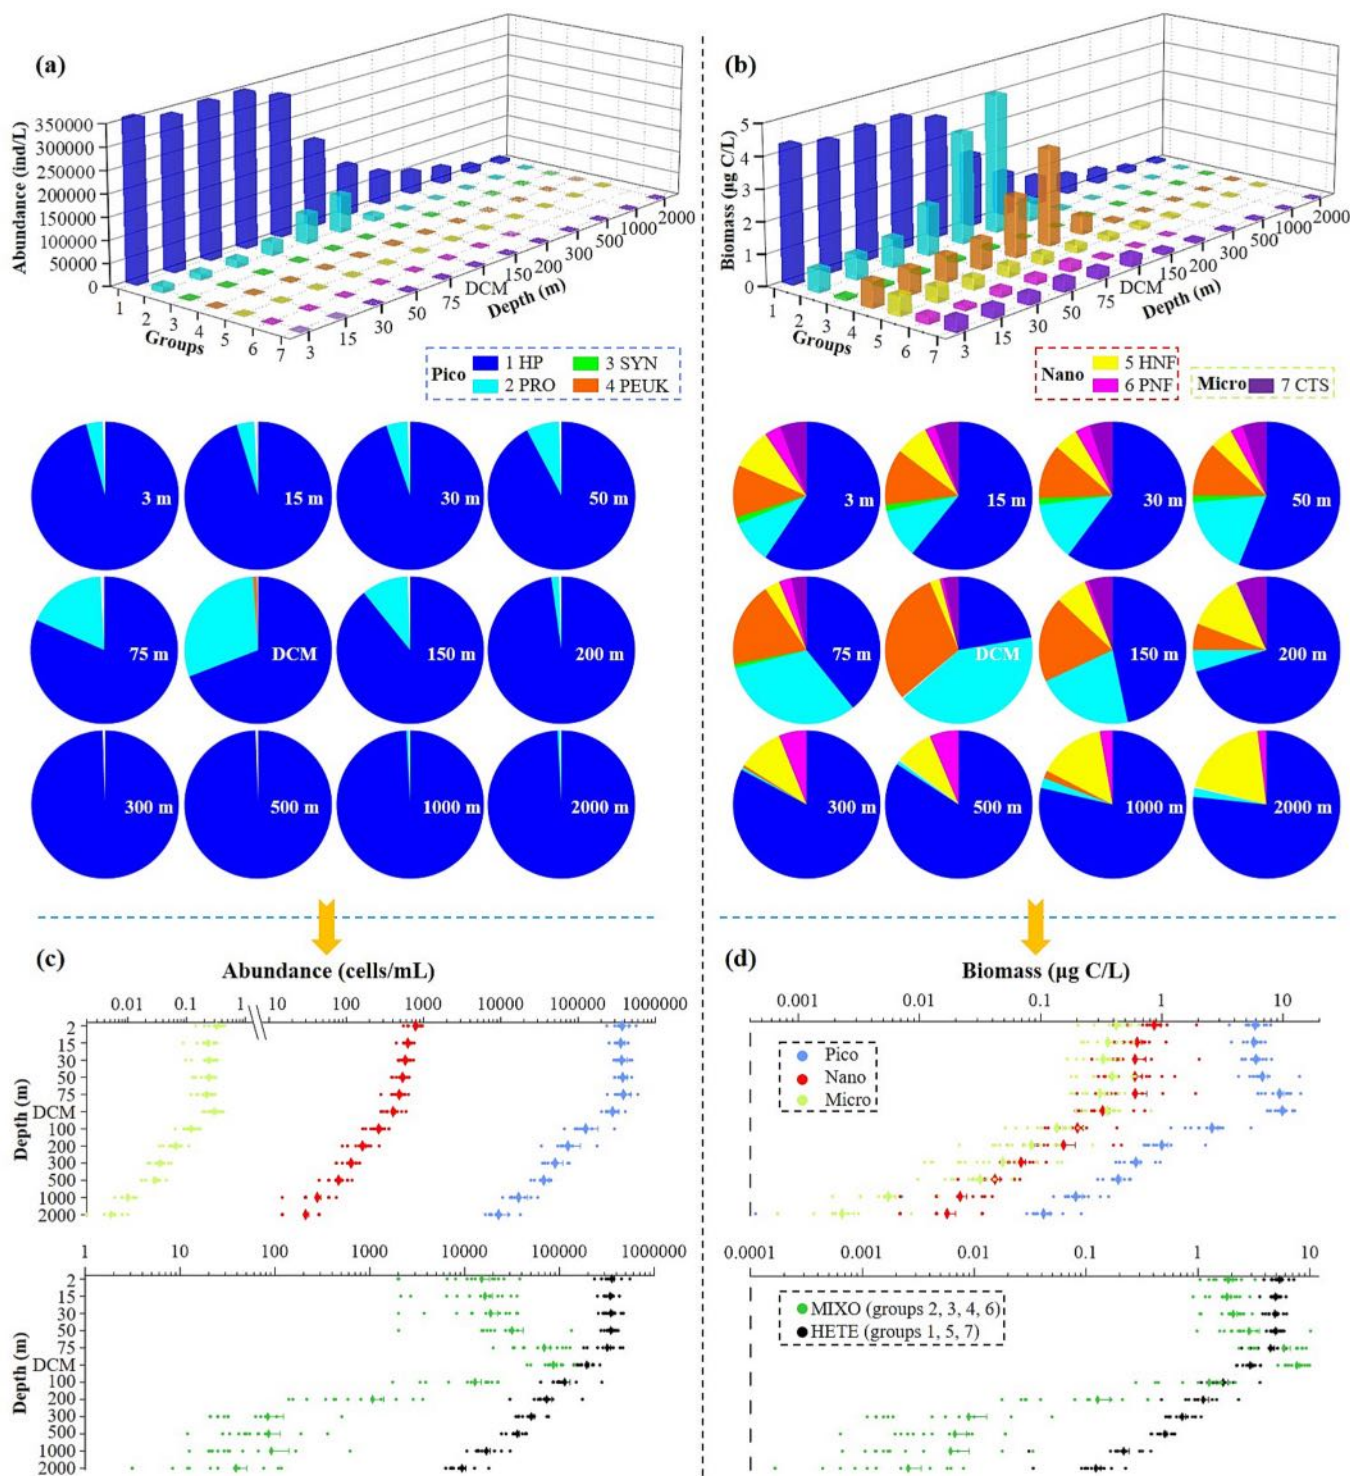 (a)
Abundance (ind/L)
350000
300000
250000
200000
150000
100000
50000
0
1
2
3
4
5
6
7
Groups
3
15
30
50
75
DCM
150
200
300
500
1000
2000
Depth (m)
(b)
Biomass (µg C/L)
5
4
3
2
1
0
1
2
3
4
5
6
7
Groups
3
15
30
50
75
DCM
150
200
300
500
1000
2000
Depth (m)
Pico 1 HP 3 SYN
2 PRO 4 PEUK
Nano 5 HNF
6 PNF
Micro 7 CTS
3 m 15 m 30 m 50 m
75 m DCM 150 m 200 m
300 m 500 m 1000 m 2000 m
3 m 15 m 30 m 50 m
75 m DCM 150 m 200 m
300 m 500 m 1000 m 2000 m
(c)
Abundance (cells/mL)
0.01 0.1 1 10 100 1000 10000 100000 1000000
Depth (m)
2
15
30
50
75
DCM
100
200
300
500
1000
2000
1 10 100 1000 10000 100000 1000000
Depth (m)
2
15
30
50
75
DCM
100
200
300
500
1000
2000
(d)
Biomass (µg C/L)
0.001 0.01 0.1 1 10
Pico
Nano
Micro
0.0001 0.001 0.01 0.1 1 10
MIXO (groups 2, 3, 4, 6)
HETE (groups 1, 5, 7)